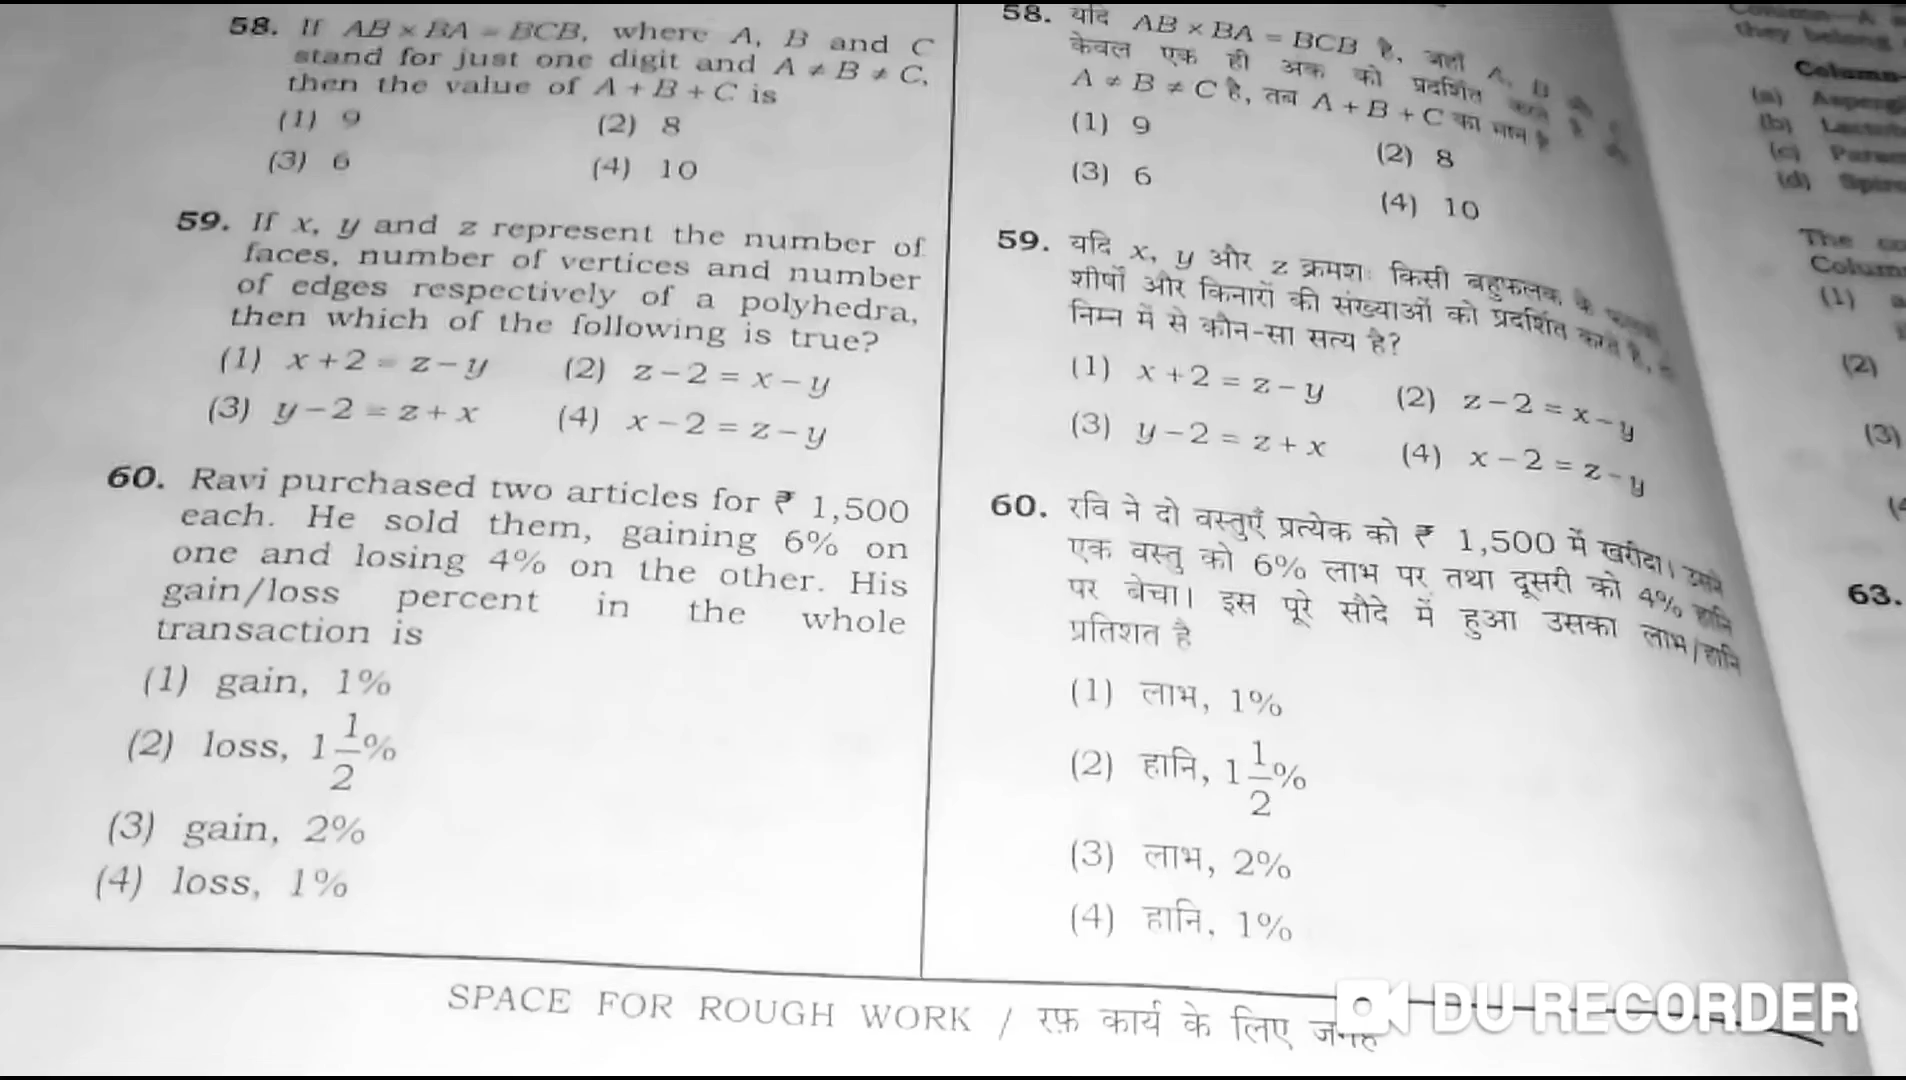 58. If AB × BA = BCB, where A, B and C
stand for just one digit and A ≠ B ≠ C,
then the value of A + B + C is
(1) 9 (2) 8
(3) 6 (4) 10
59. If x, y and z represent the number of
faces, number of vertices and number
of edges respectively of a polyhedra,
then which of the following is true?
(1) x + 2 = z – y (2) z – 2 = x – y
(3) y – 2 = z + x (4) x – 2 = z – y
60. Ravi purchased two articles for ₹ 1,500
each. He sold them, gaining 6% on
one and losing 4% on the other. His
gain/loss percent in the whole
transaction is
(1) gain, 1%
(2) loss, 1 1/2 %
(3) gain, 2%
(4) loss, 1%
58. यदि AB × BA = BCB है, जहाँ A, B
केवल एक ही अंक को प्रदर्शित करते
A ≠ B ≠ C है, तब A + B + C का मान है
(1) 9
(2) 8
(3) 6
(4) 10
59. यदि x, y और z क्रमशः किसी बहुफलक के
शीर्षों और किनारों की संख्याओं को प्रदर्शित करते हैं,
निम्न में से कौन-सा सत्य है?
(1) x + 2 = z – y (2) z – 2 = x – y
(3) y – 2 = z + x (4) x – 2 = z – y
60. रवि ने दो वस्तुएँ प्रत्येक को ₹ 1,500 में खरीदा। उसने
एक वस्तु को 6% लाभ पर तथा दूसरी को 4% हानि
पर बेचा। इस पूरे सौदे में हुआ उसका लाभ/हानि
प्रतिशत है
(1) लाभ, 1%
(2) हानि, 1 1/2 %
(3) लाभ, 2%
(4) हानि, 1%
they belong
Column
(a)
(b)
(c)
(d)
The
Colum
(1)
(2)
(3)
63.
SPACE FOR ROUGH WORK / रफ़ कार्य के लिए
DU RECORDER